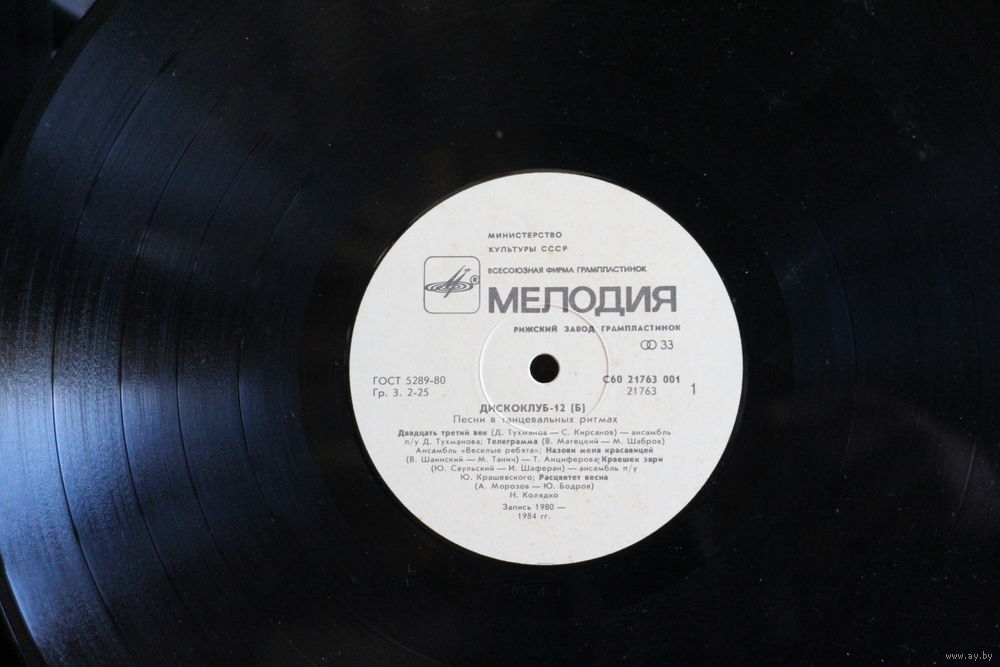 МИНИСТЕРСТВО
КУЛЬТУРЫ СССР
ВСЕСОЮЗНАЯ ФИРМА ГРАМПЛАСТИНОК
®
МЕЛОДИЯ
РИЖСКИЙ ЗАВОД ГРАМПЛАСТИНОК
33
ГОСТ 5289-80
Гр. 3. 2-25
С60 21763 001
21763
1
ДИСКОКЛУБ-12 (Б)
Песни в танцевальных ритмах
Двадцать третий век (Д. Тухманов — С. Кирсанов) — ансамбль
п/у Д. Тухманова; Телеграмма (В. Матецкий — М. Шабров)
Ансамбль «Веселые ребята»; Назови меня красавицей
(В. Шаинский — М. Танич) — Т. Анциферова; Краешек зари
(Ю. Саульский — И. Шаферан) — ансамбль п/у
Ю. Крашевского; Расцветет весна
(А. Морозов — Ю. Бодров)
Н. Колядко
Запись 1980 —
1984 гг.
www.ay.by